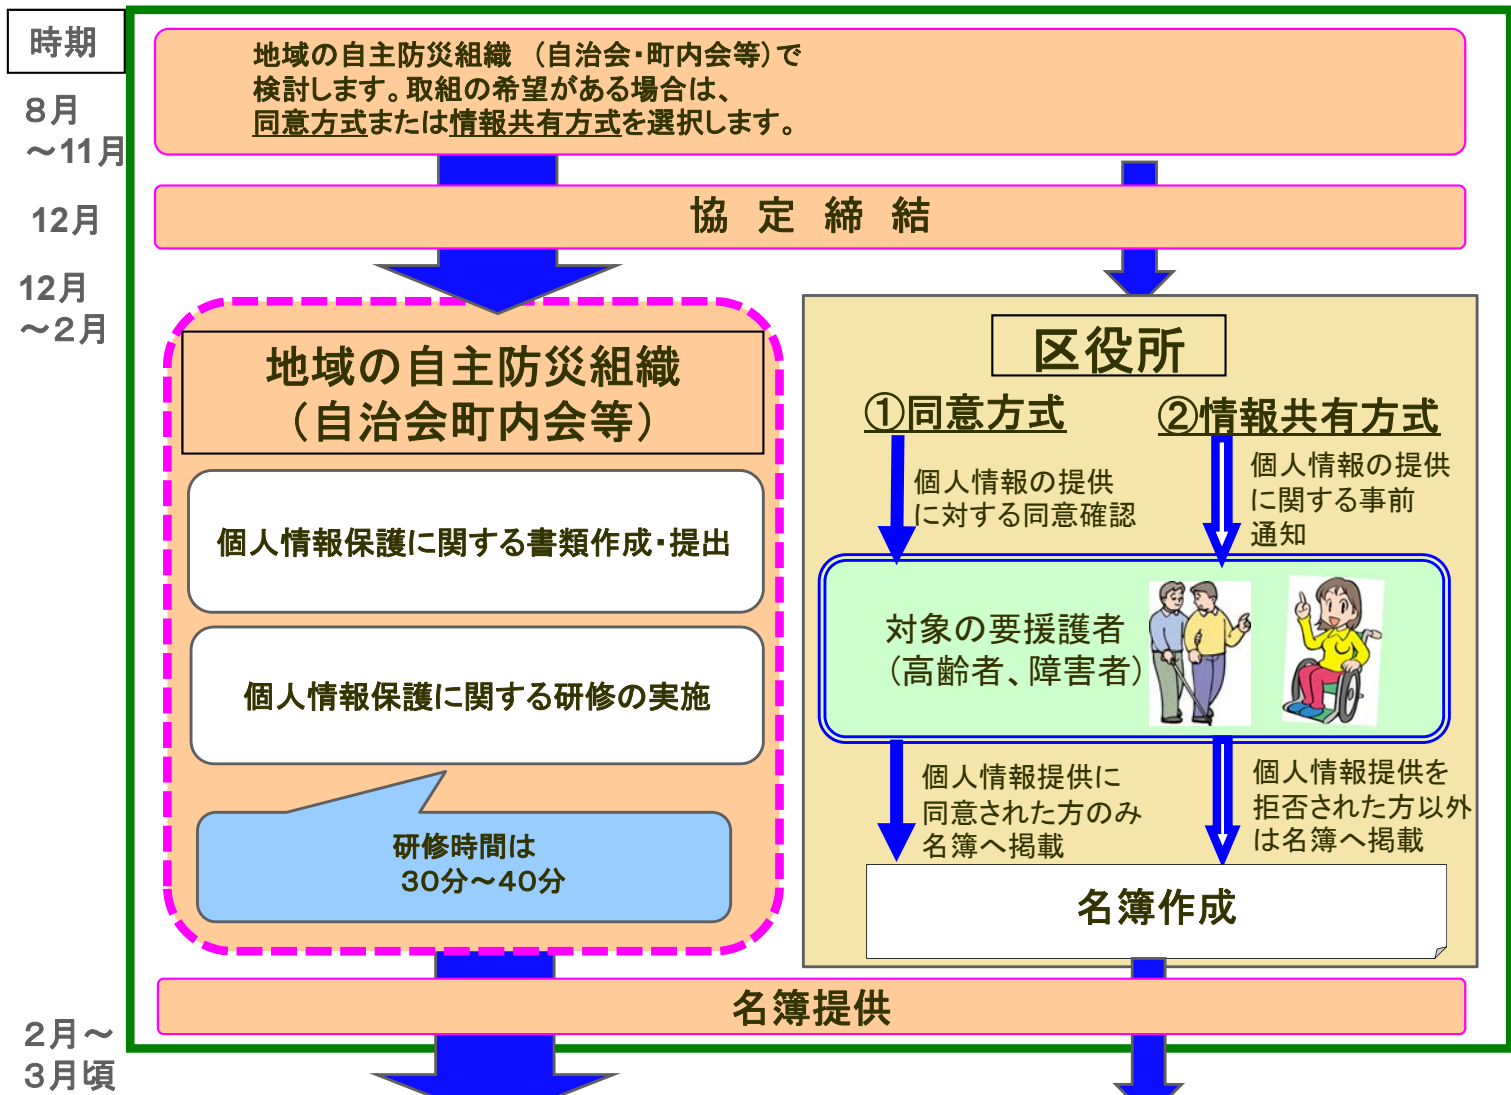 時期
8月
～11月
地域の自主防災組織 （自治会・町内会等）で
検討します。取組の希望がある場合は、
同意方式または情報共有方式を選択します。
12月
協 定 締 結
12月
～2月
地域の自主防災組織
（自治会町内会等）
個人情報保護に関する書類作成・提出
個人情報保護に関する研修の実施
研修時間は
30分～40分
区役所
①同意方式
個人情報の提供
に対する同意確認
②情報共有方式
個人情報の提供
に関する事前
通知
対象の要援護者
（高齢者、障害者）
個人情報提供に
同意された方のみ
名簿へ掲載
個人情報提供を
拒否された方以外
は名簿へ掲載
名簿作成
名簿提供
2月～
3月頃